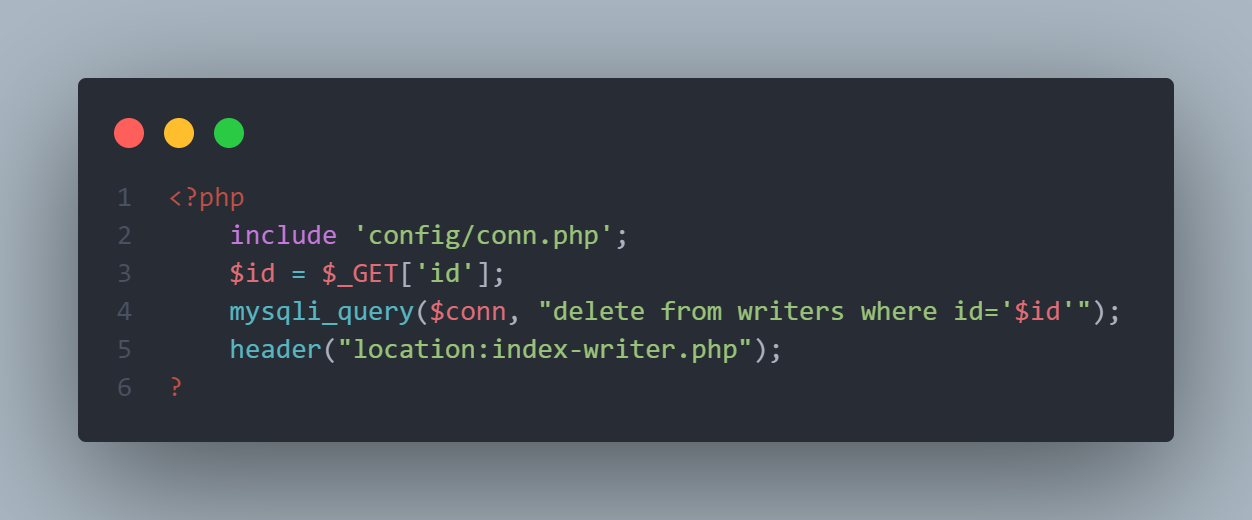 1 <?php
2     include 'config/conn.php';
3     $id = $_GET['id'];
4     mysqli_query($conn, "delete from writers where id='$id'");
5     header("location:index-writer.php");
6 ?